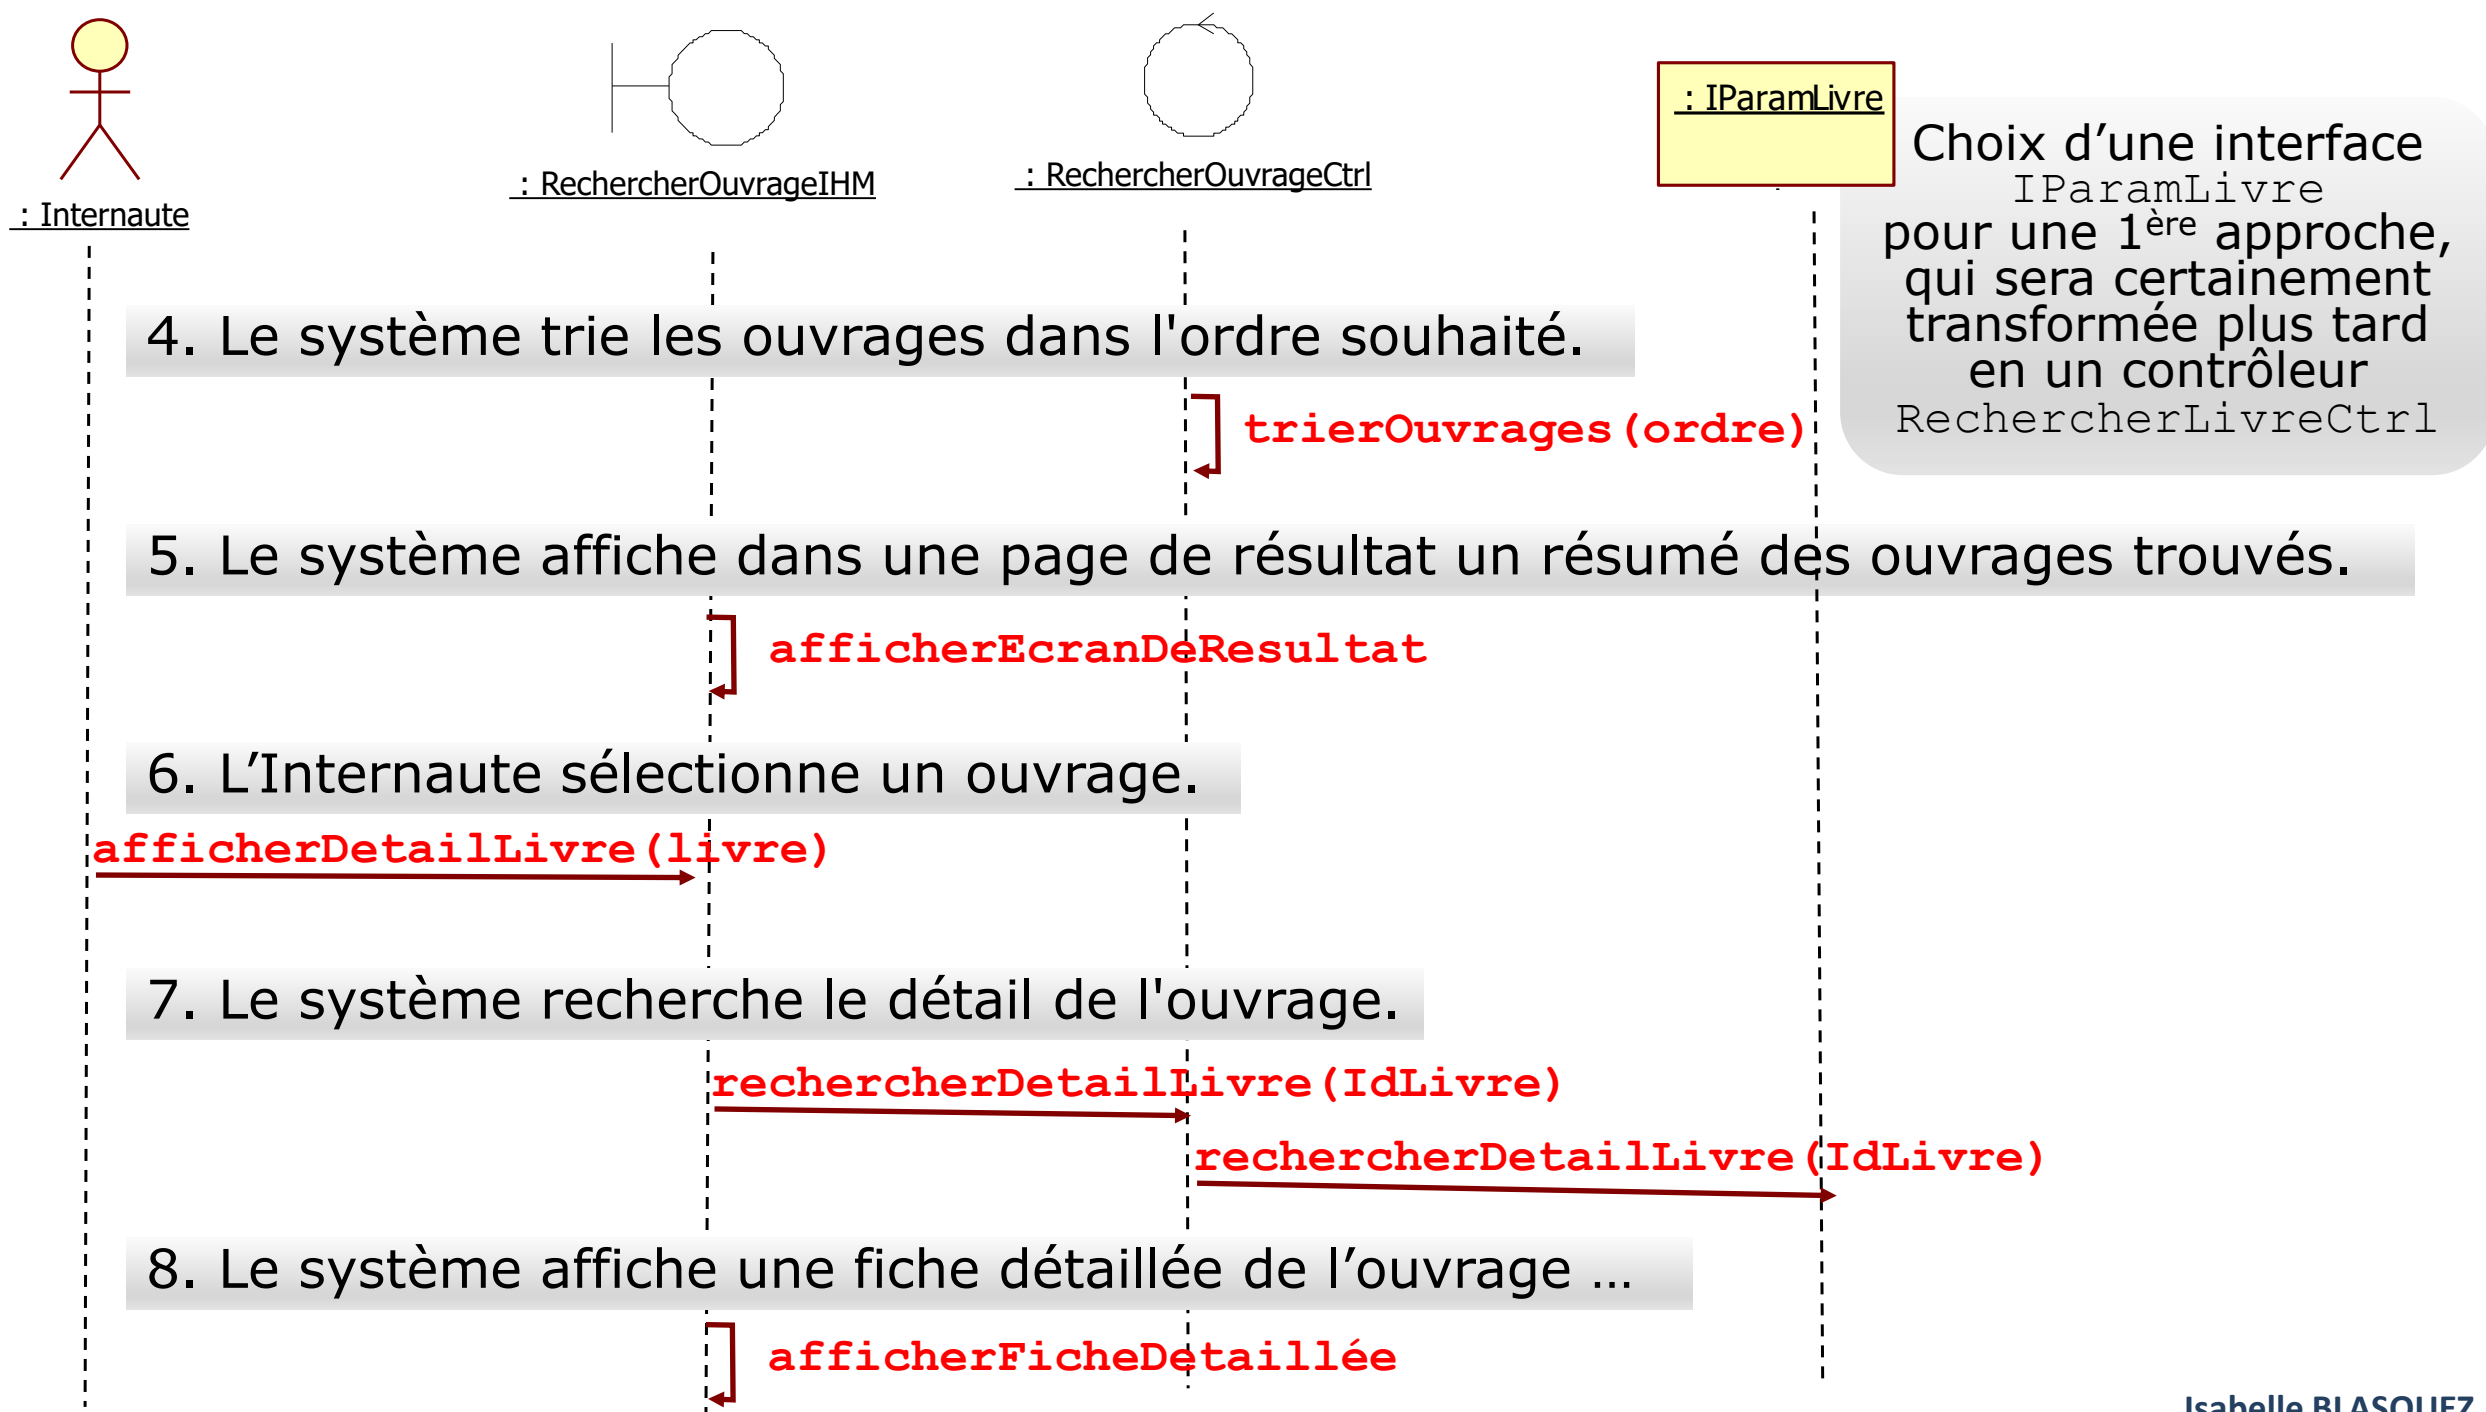 : Internaute
: RechercherOuvrageIHM
: RechercherOuvrageCtrl
: IParamLivre
Choix d’une interface
IParamLivre
pour une 1ère approche,
qui sera certainement
transformée plus tard
en un contrôleur
RechercherLivreCtrl
4. Le système trie les ouvrages dans l'ordre souhaité.
trierOuvrages(ordre)
5. Le système affiche dans une page de résultat un résumé des ouvrages trouvés.
afficherEcranDeResultat
6. L’Internaute sélectionne un ouvrage.
afficherDetailLivre(livre)
7. Le système recherche le détail de l'ouvrage.
rechercherDetailLivre(IdLivre)
rechercherDetailLivre(IdLivre)
8. Le système affiche une fiche détaillée de l’ouvrage …
afficherFicheDetaillée
Isabelle BLASQUEZ